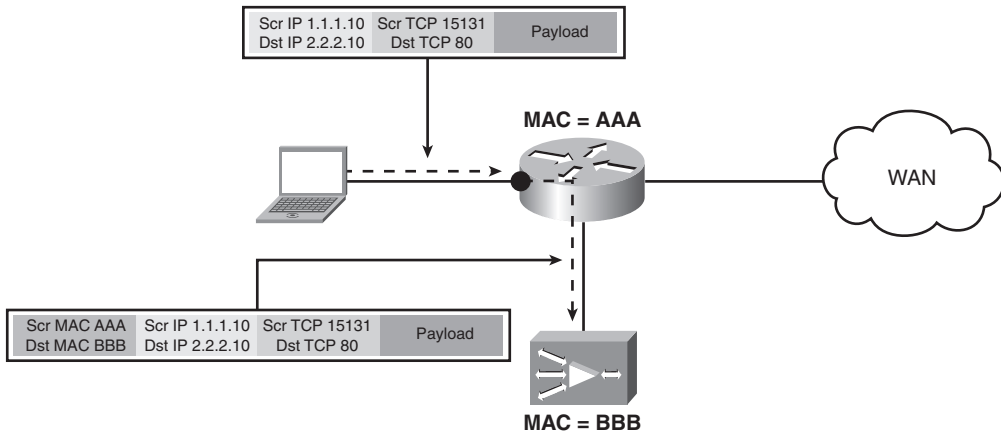 Scr IP 1.1.1.10 Scr TCP 15131 Payload
Dst IP 2.2.2.10 Dst TCP 80
MAC = AAA
WAN
Scr MAC AAA Scr IP 1.1.1.10 Scr TCP 15131 Payload
Dst MAC BBB Dst IP 2.2.2.10 Dst TCP 80
MAC = BBB